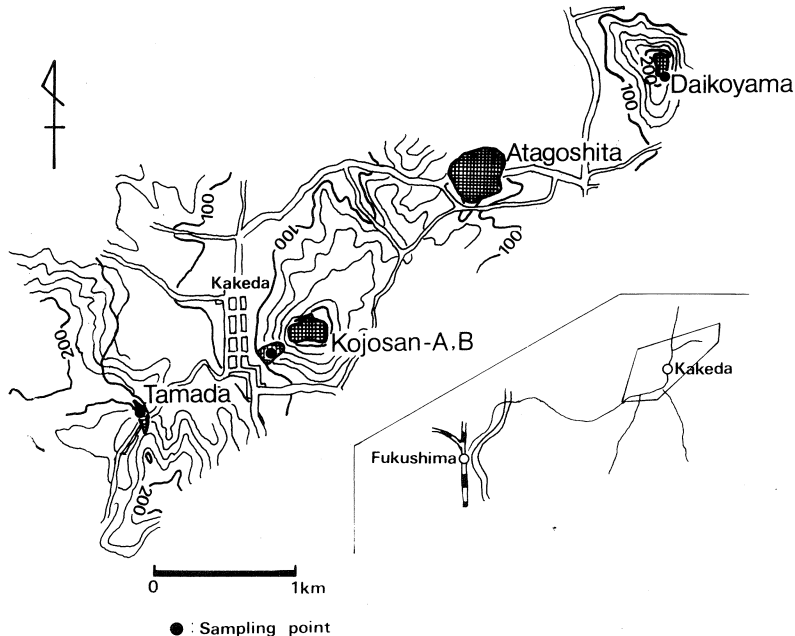 Daikoyama
200
100
Atagoshita
100
100
100
Kakeda
Kojosan-A,B
200
Tamada
200
Kakeda
Fukushima
0 1km
● : Sampling point